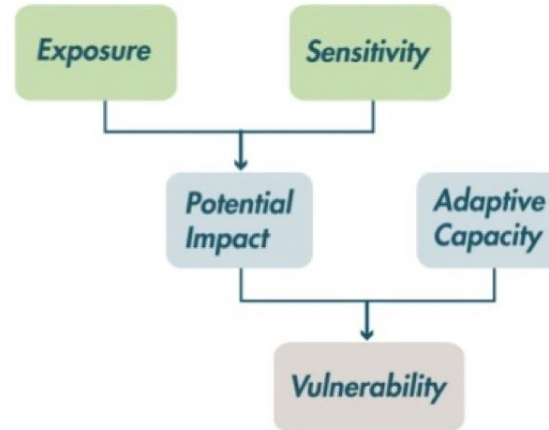 Exposure
Sensitivity
Potential
Impact
Adaptive
Capacity
Vulnerability